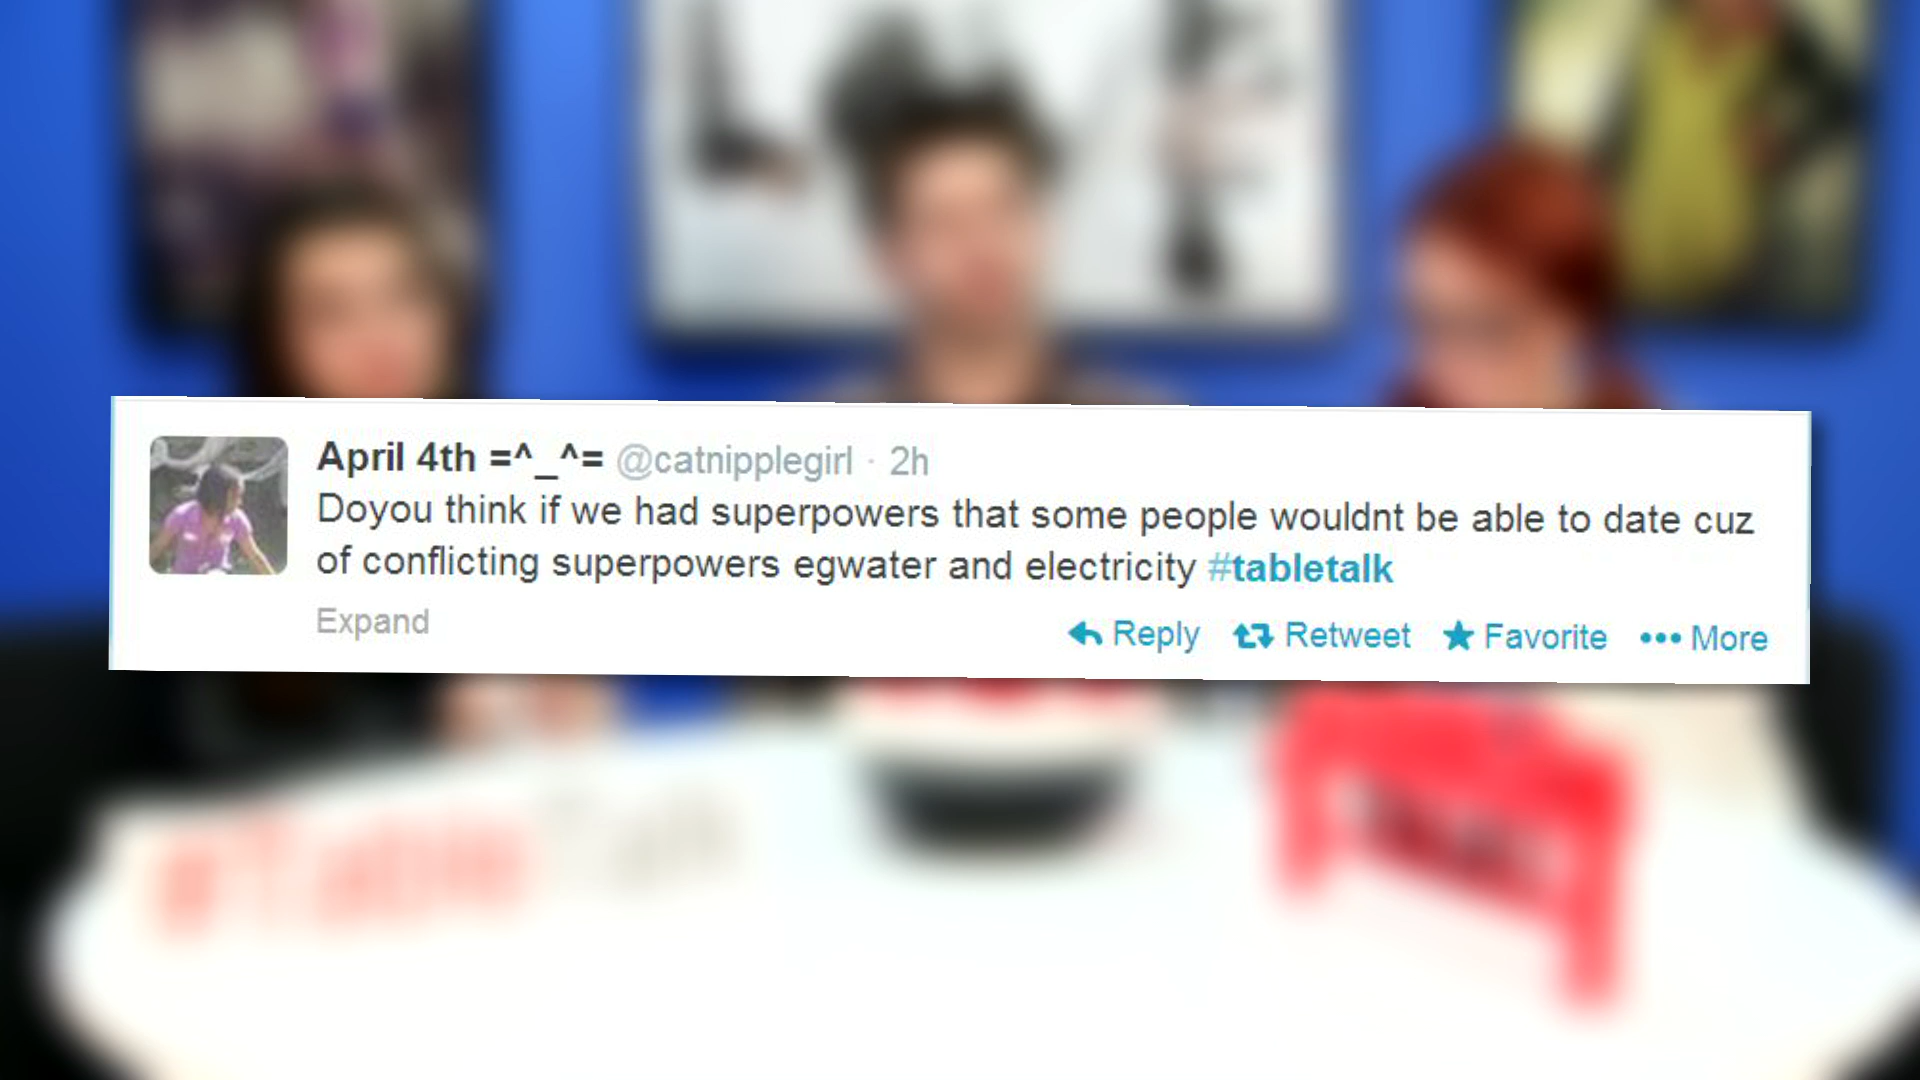 April 4th =^_^= @catnipplegirl · 2h
Doyou think if we had superpowers that some people wouldnt be able to date cuz
of conflicting superpowers egwater and electricity #tabletalk
Expand
Reply Retweet Favorite More
#TableTalk